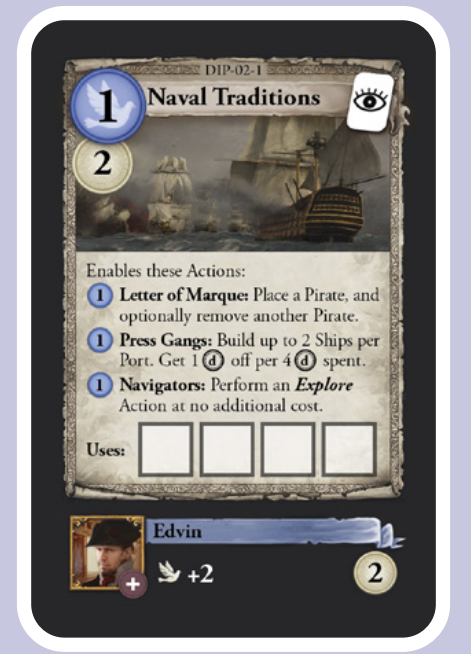 DIP-02-1
1 Naval Traditions
2
Enables these Actions:
1 Letter of Marque: Place a Pirate, and
optionally remove another Pirate.
1 Press Gangs: Build up to 2 Ships per
Port. Get 1 d off per 4 d spent.
1 Navigators: Perform an Explore
Action at no additional cost.
Uses:
Edvin
+ +2 2